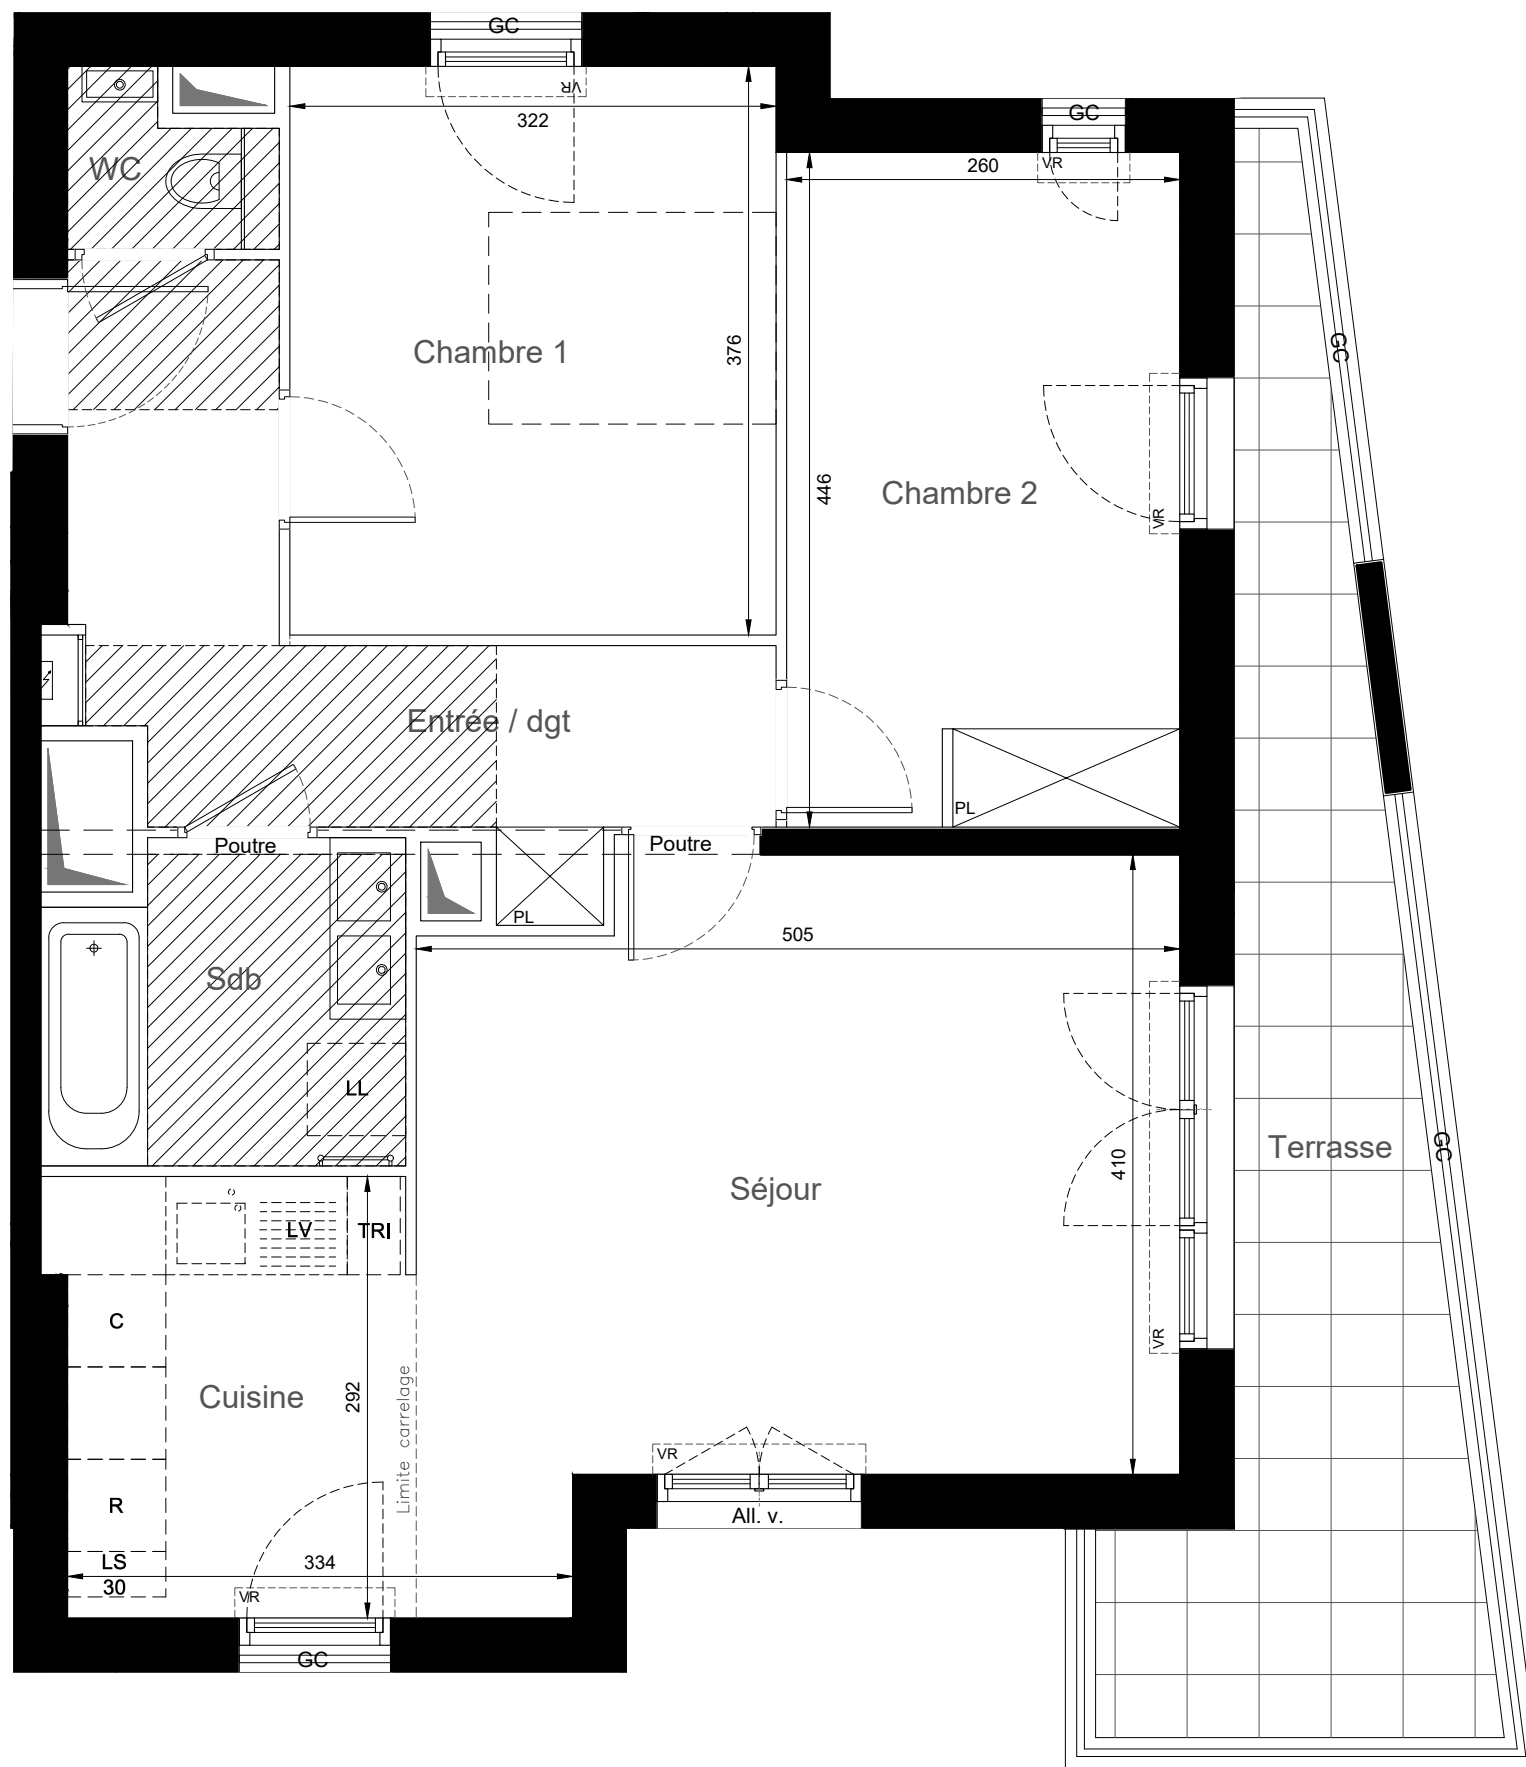 GC
VR
322
GC
VR
260
WC
Chambre 1
376
GC
446
Chambre 2
VR
Entrée / dgt
PL
Poutre
Poutre
PL
505
Sdb
LL
410
Terrasse
GC
Séjour
LV
TRI
C
VR
Cuisine
292
Limite carrelage
VR
R
All. v.
LS
30
334
VR
GC